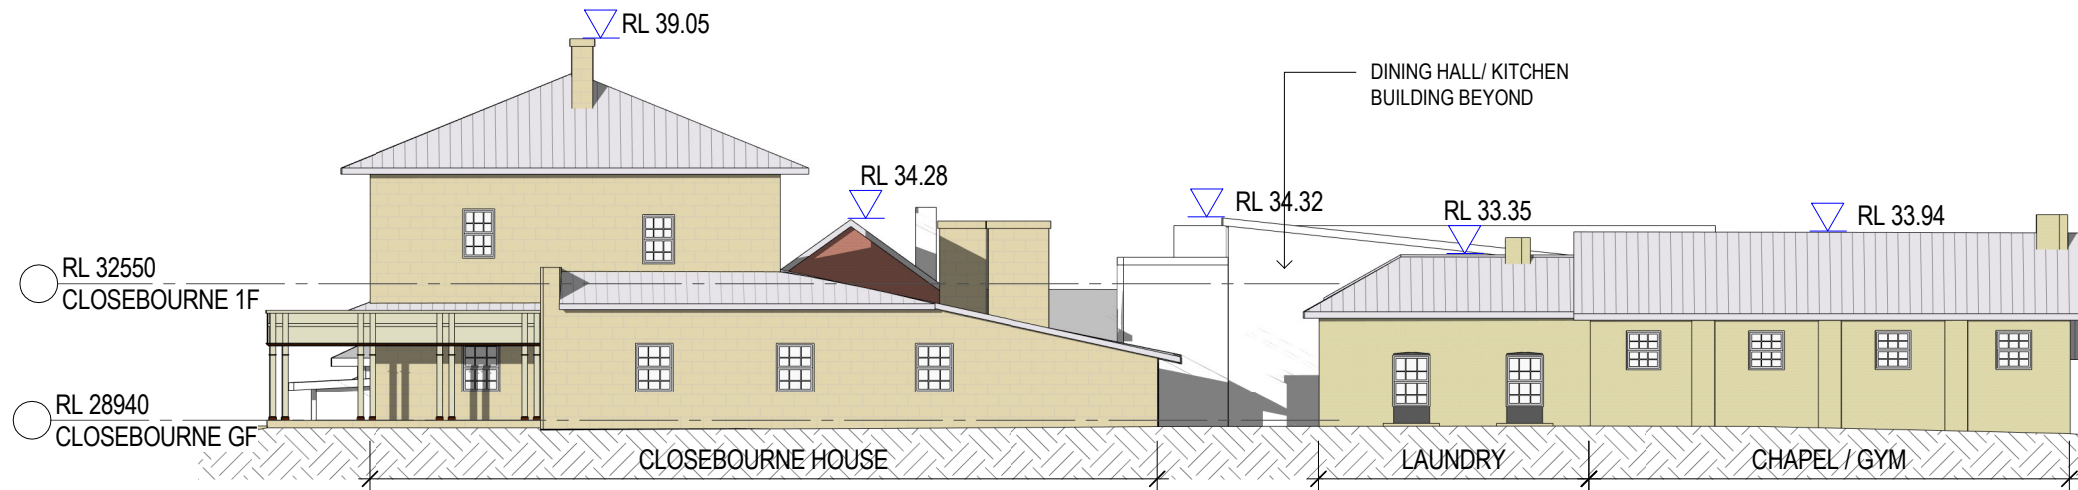 RL 39.05
DINING HALL/ KITCHEN
BUILDING BEYOND
RL 34.28
RL 34.32
RL 33.35
RL 33.94
RL 32550
CLOSEBOURNE 1F
RL 28940
CLOSEBOURNE GF
CLOSEBOURNE HOUSE
LAUNDRY
CHAPEL / GYM